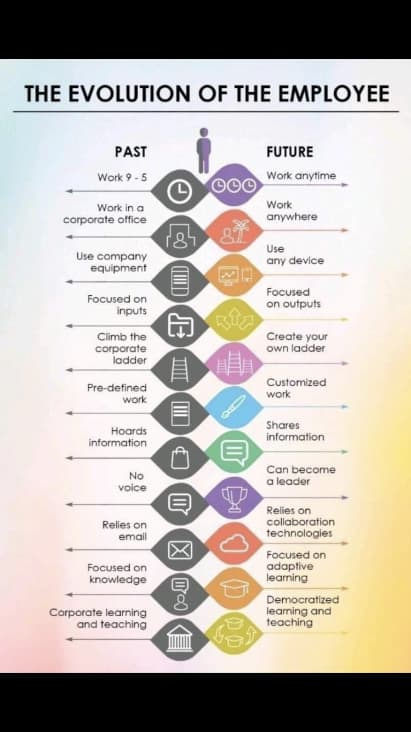 THE EVOLUTION OF THE EMPLOYEE
PAST
FUTURE
Work 9 - 5
Work anytime
Work in a
corporate office
Work
anywhere
Use company
equipment
Use
any device
Focused on
inputs
Focused
on outputs
Climb the
corporate
ladder
Create your
own ladder
Pre-defined
work
Customized
work
Hoards
information
Shares
information
No
voice
Can become
a leader
Relies on
email
Relies on
collaboration
technologies
Focused on
knowledge
Focused on
adaptive
learning
Corporate learning
and teaching
Democratized
learning and
teaching